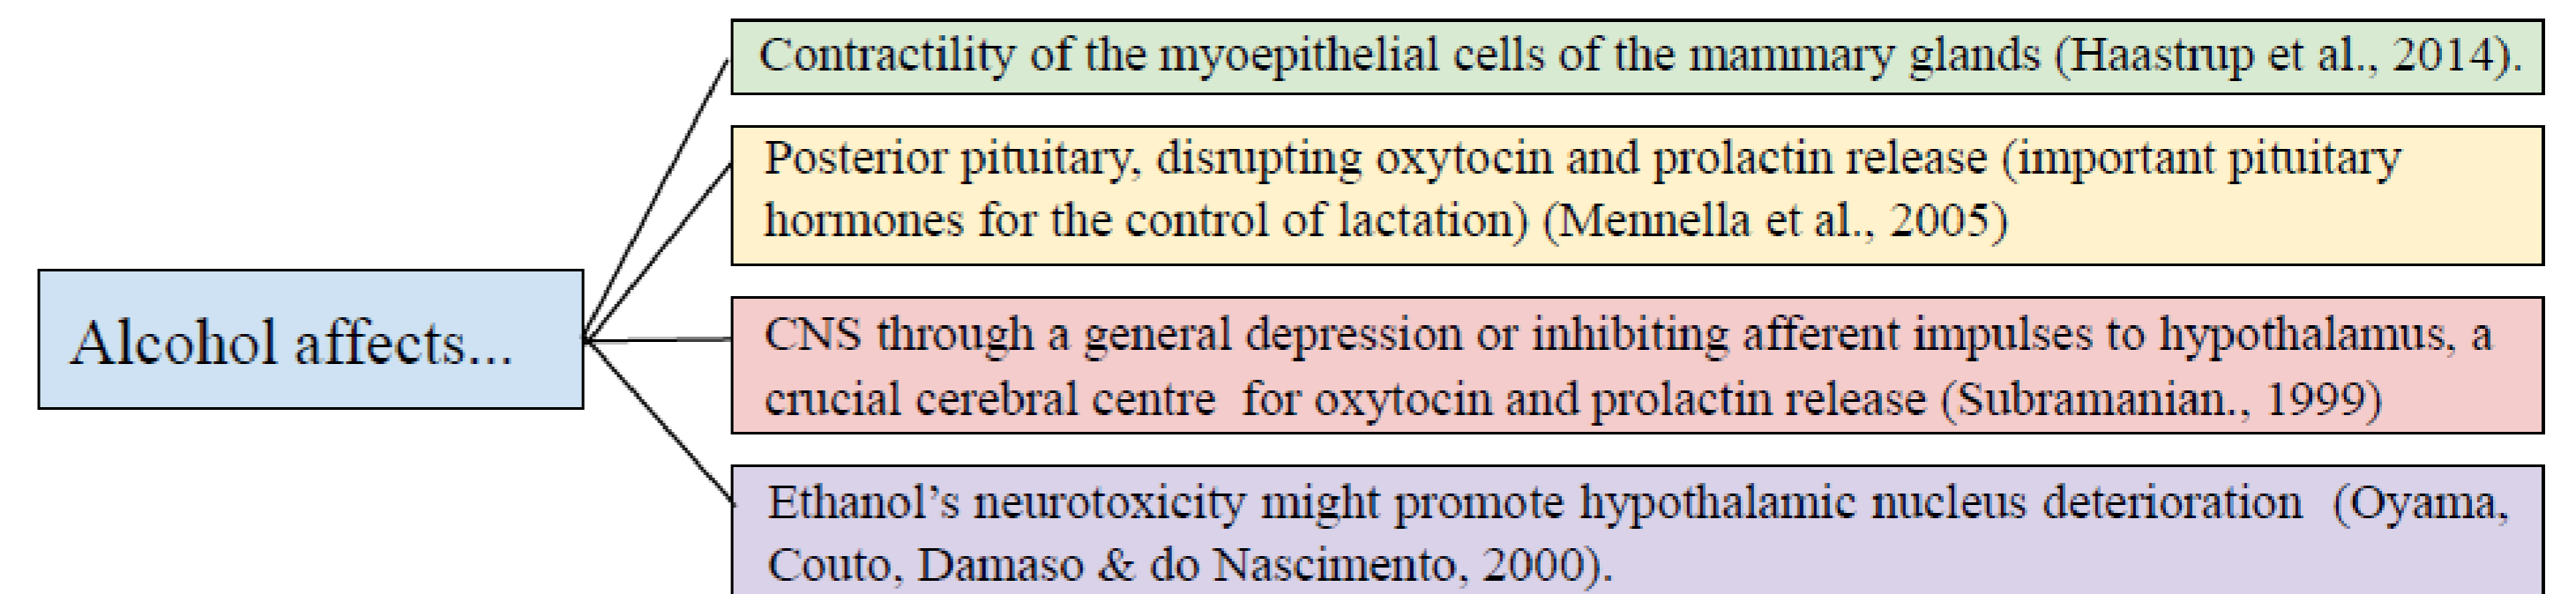 Contractility of the myoepithelial cells of the mammary glands (Haastrup et al., 2014).
Posterior pituitary, disrupting oxytocin and prolactin release (important pituitary
hormones for the control of lactation) (Mennella et al., 2005)
Alcohol affects...
CNS through a general depression or inhibiting afferent impulses to hypothalamus, a
crucial cerebral centre  for oxytocin and prolactin release (Subramanian., 1999)
Ethanol’s neurotoxicity might promote hypothalamic nucleus deterioration  (Oyama,
Couto, Damaso & do Nascimento, 2000).